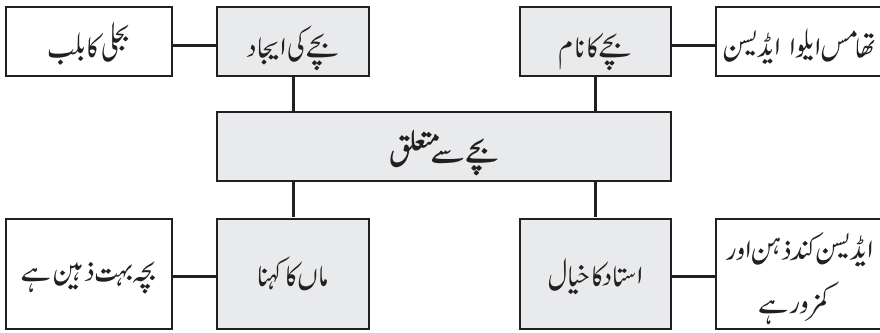 تھامس ایلوا ایڈیسن
بچے کا نام
بچے کی ایجاد
بجلی کا بلب
بچے سے متعلق
ایڈیسن کند ذہن اور
کمزور ہے
استاد کا خیال
ماں کا کہنا
بچہ بہت ذہین ہے